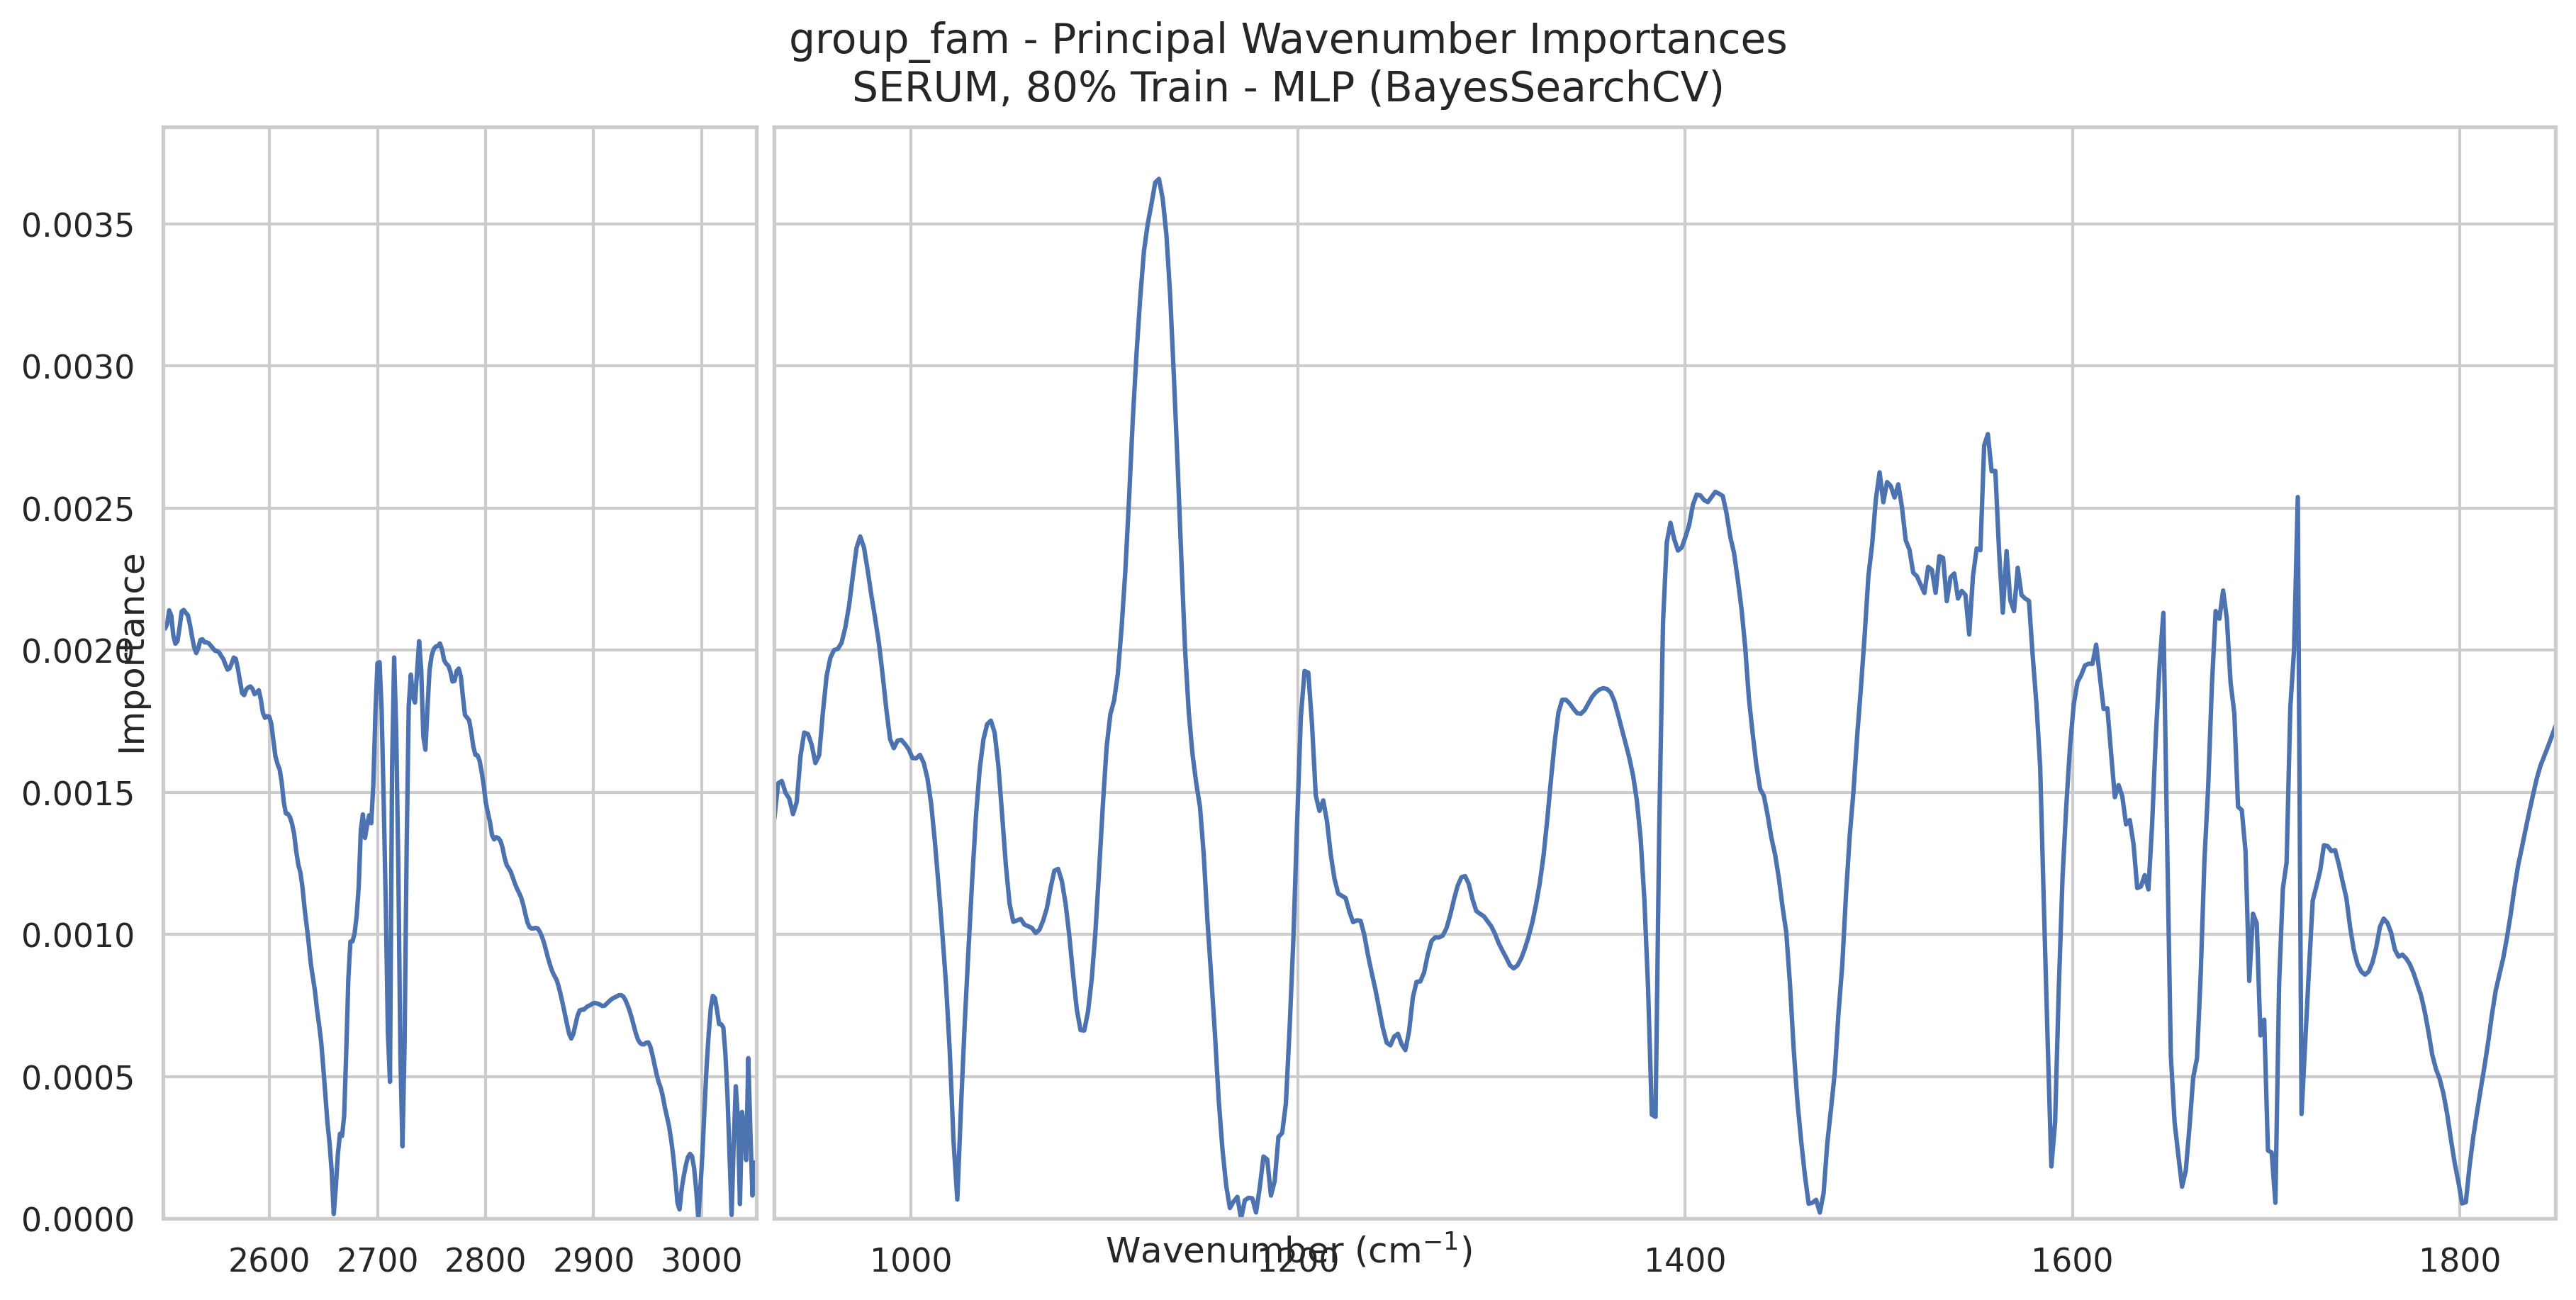 group_fam - Principal Wavenumber Importances
SERUM, 80% Train - MLP (BayesSearchCV)
Importance
0.0035
0.0030
0.0025
0.0020
0.0015
0.0010
0.0005
0.0000
2600 2700 2800 2900 3000 1000 1200 1400 1600 1800
Wavenumber (cm⁻¹)